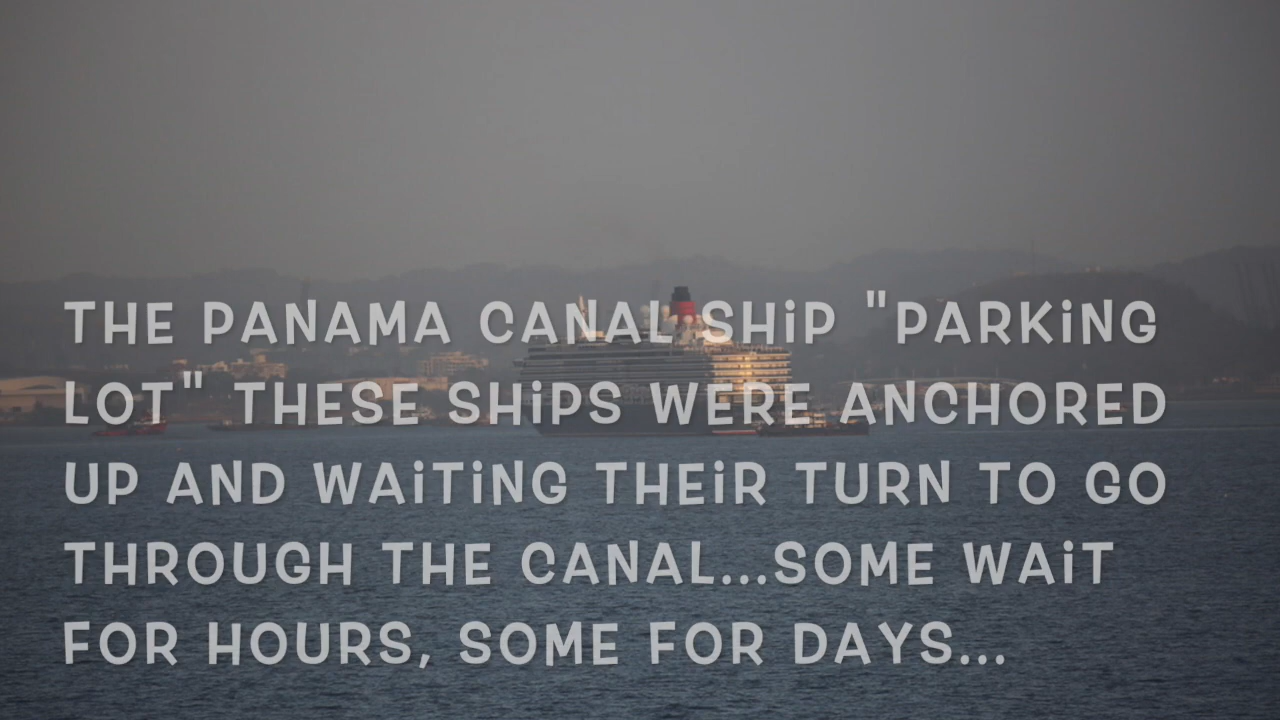 THE PANAMA CANAL SHiP "PARKiNG
LOT" THESE SHiPS WERE ANCHORED
UP AND WAiTiNG THEiR TURN TO GO
THROUGH THE CANAL...SOME WAiT
FOR HOURS, SOME FOR DAYS...